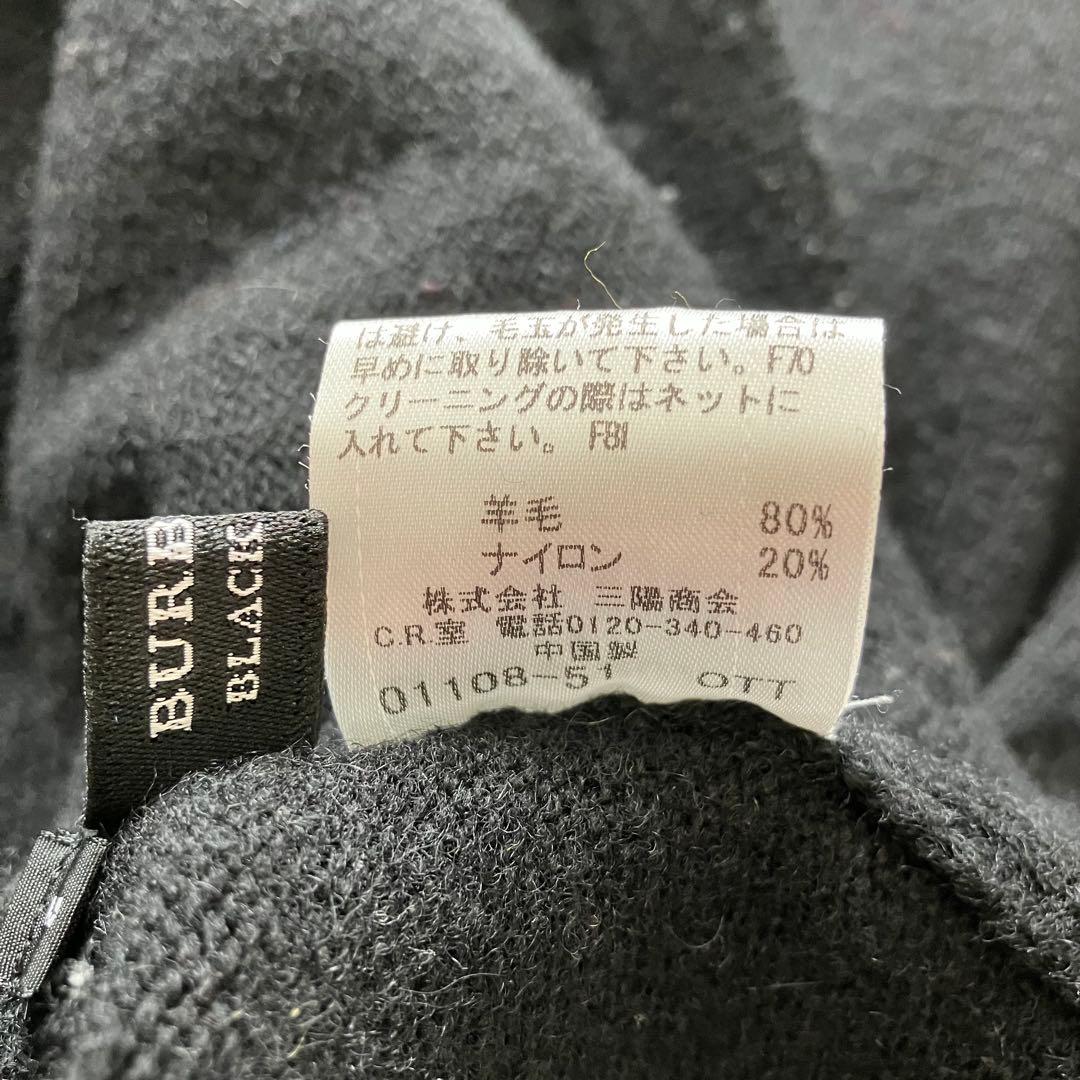 は避け、毛玉が発生した場合は
早めに取り除いて下さい。F70
クリーニングの際はネットに
入れて下さい。 F81
羊毛 80%
ナイロン 20%
株式会社 三陽商会
C.R.室 電話0120-340-460
中国製
01108-51 OTT
BURB
BLACK